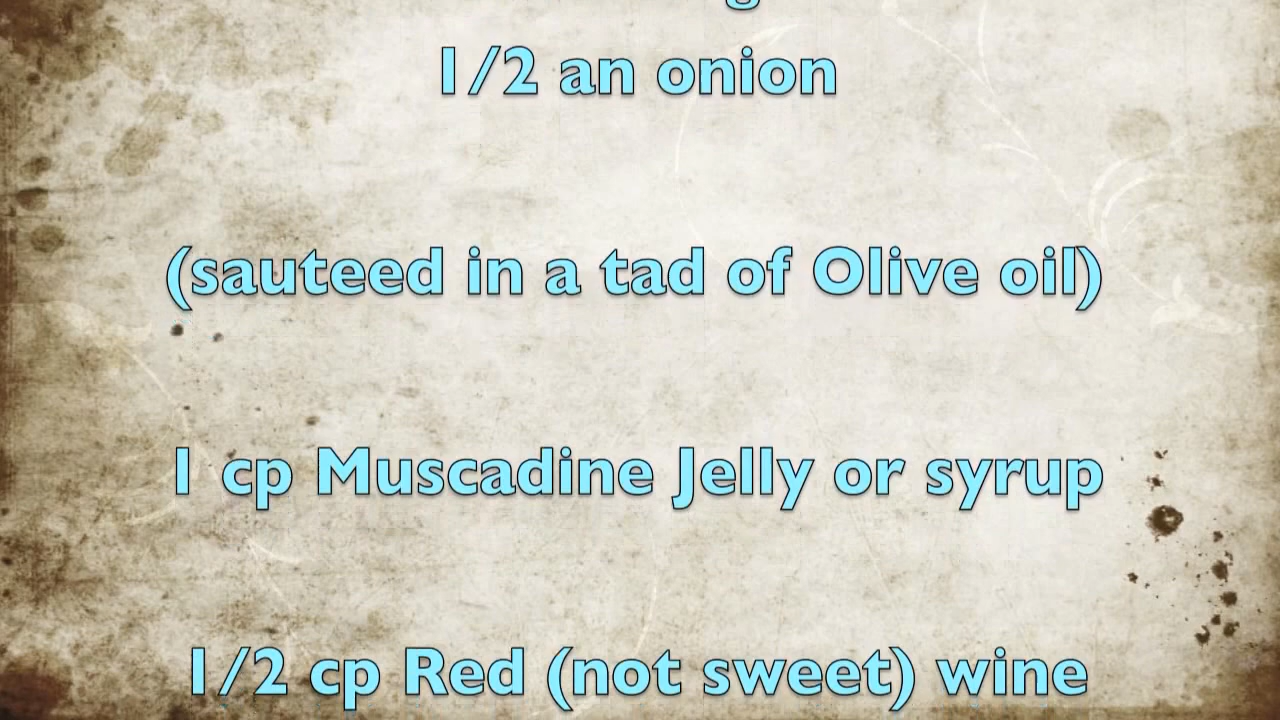 1/2 an onion
(sauteed in a tad of Olive oil)
1 cp Muscadine Jelly or syrup
1/2 cp Red (not sweet) wine